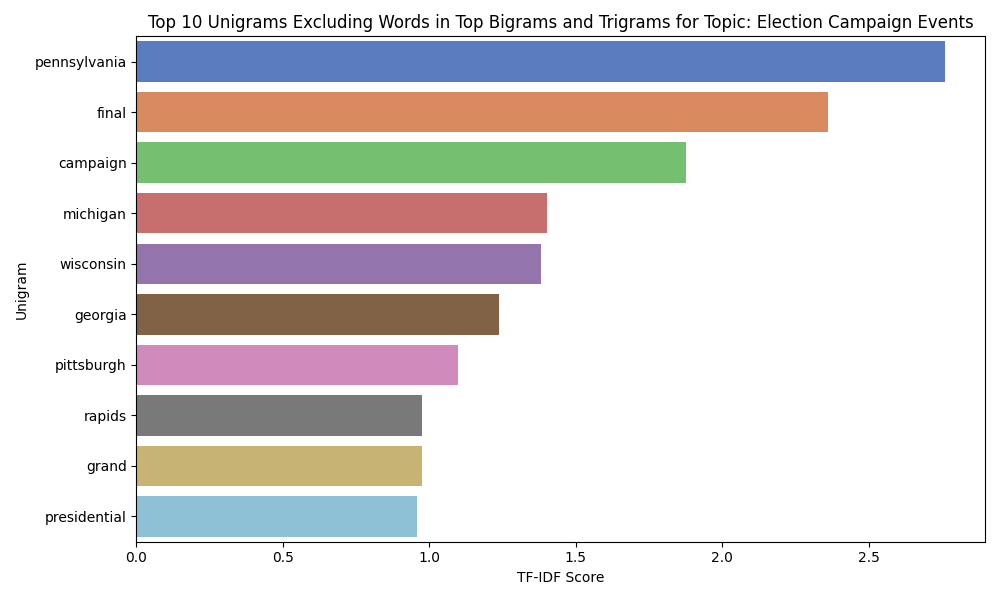 Top 10 Unigrams Excluding Words in Top Bigrams and Trigrams for Topic: Election Campaign Events
pennsylvania
final
campaign
michigan
wisconsin
georgia
pittsburgh
rapids
grand
presidential
Unigram
0.0 0.5 1.0 1.5 2.0 2.5
TF-IDF Score